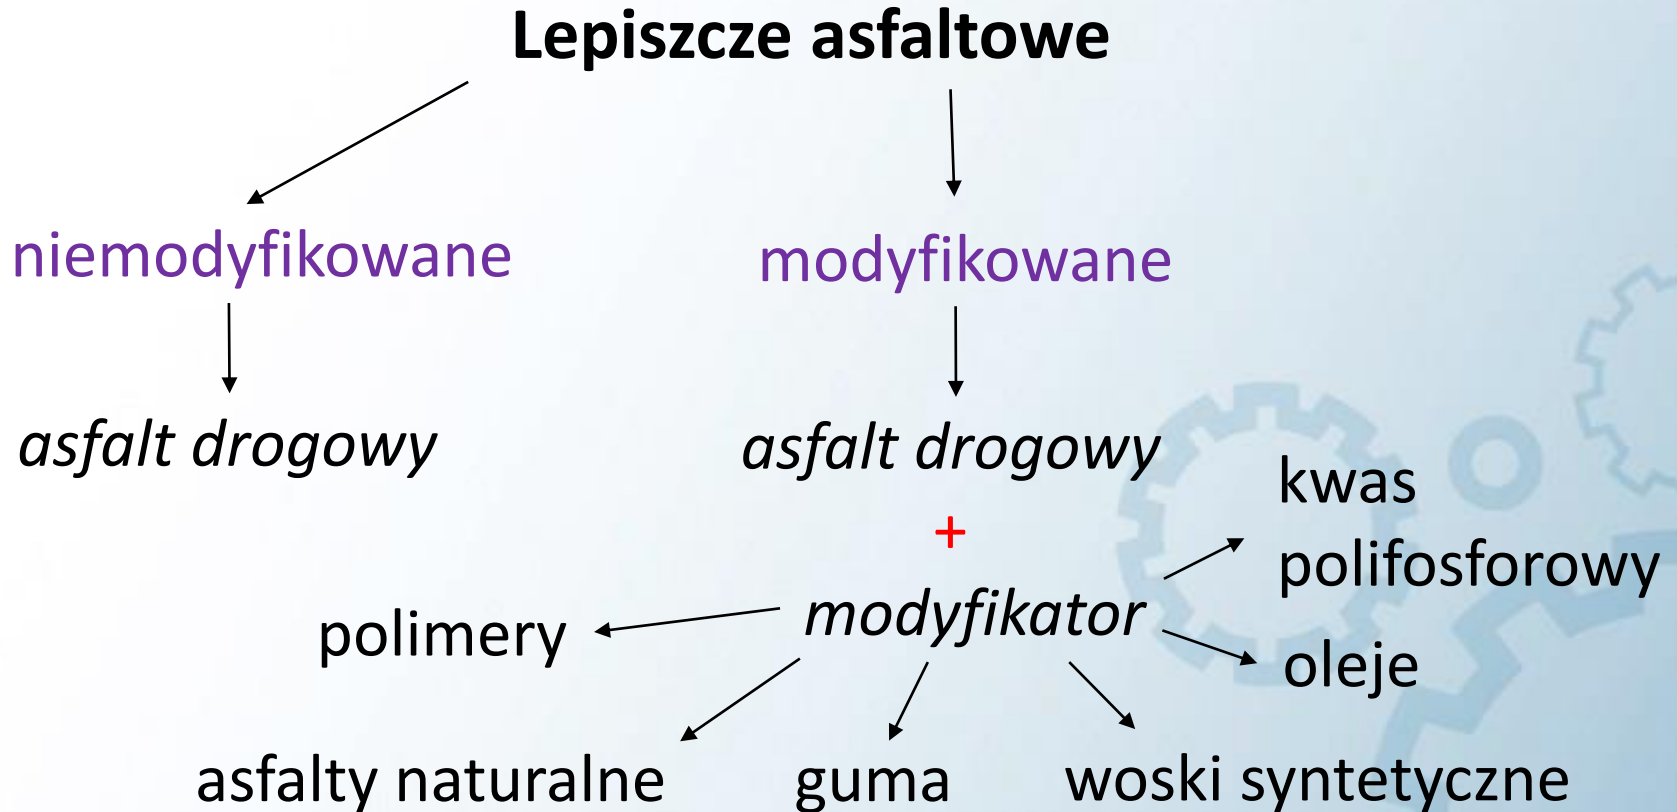 Lepiszcze asfaltowe
niemodyfikowane
modyfikowane
asfalt drogowy
asfalt drogowy
+
modyfikator
kwas
polifosforowy
oleje
polimery
asfalty naturalne
guma
woski syntetyczne